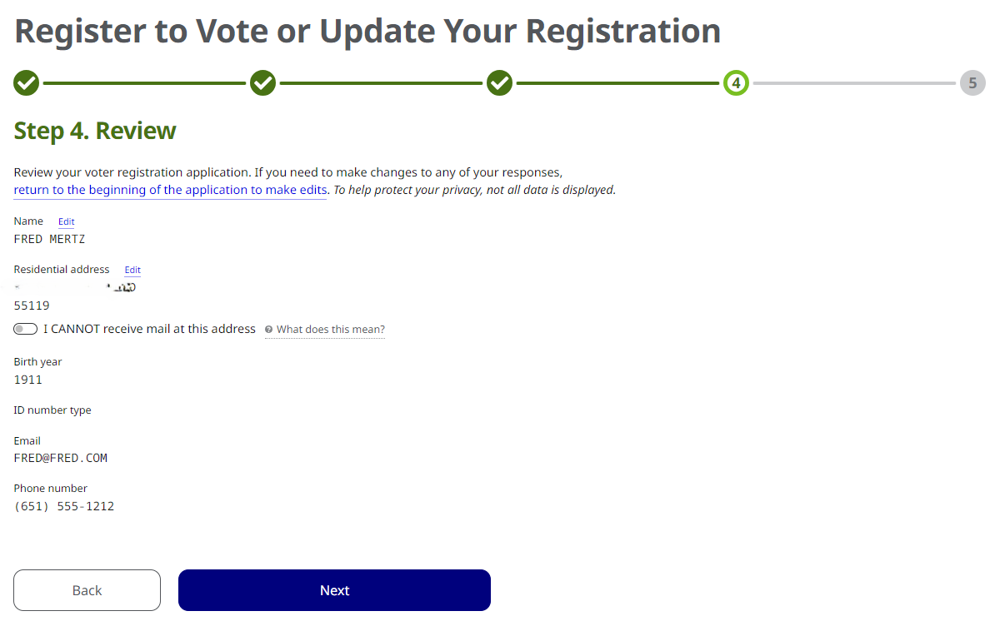 Register to Vote or Update Your Registration
4
5
Step 4. Review
Review your voter registration application. If you need to make changes to any of your responses,
return to the beginning of the application to make edits. To help protect your privacy, not all data is displayed.
Name Edit
FRED MERTZ
Residential address Edit
55119
I CANNOT receive mail at this address What does this mean?
Birth year
1911
ID number type
Email
FRED@FRED.COM
Phone number
(651) 555-1212
Back Next